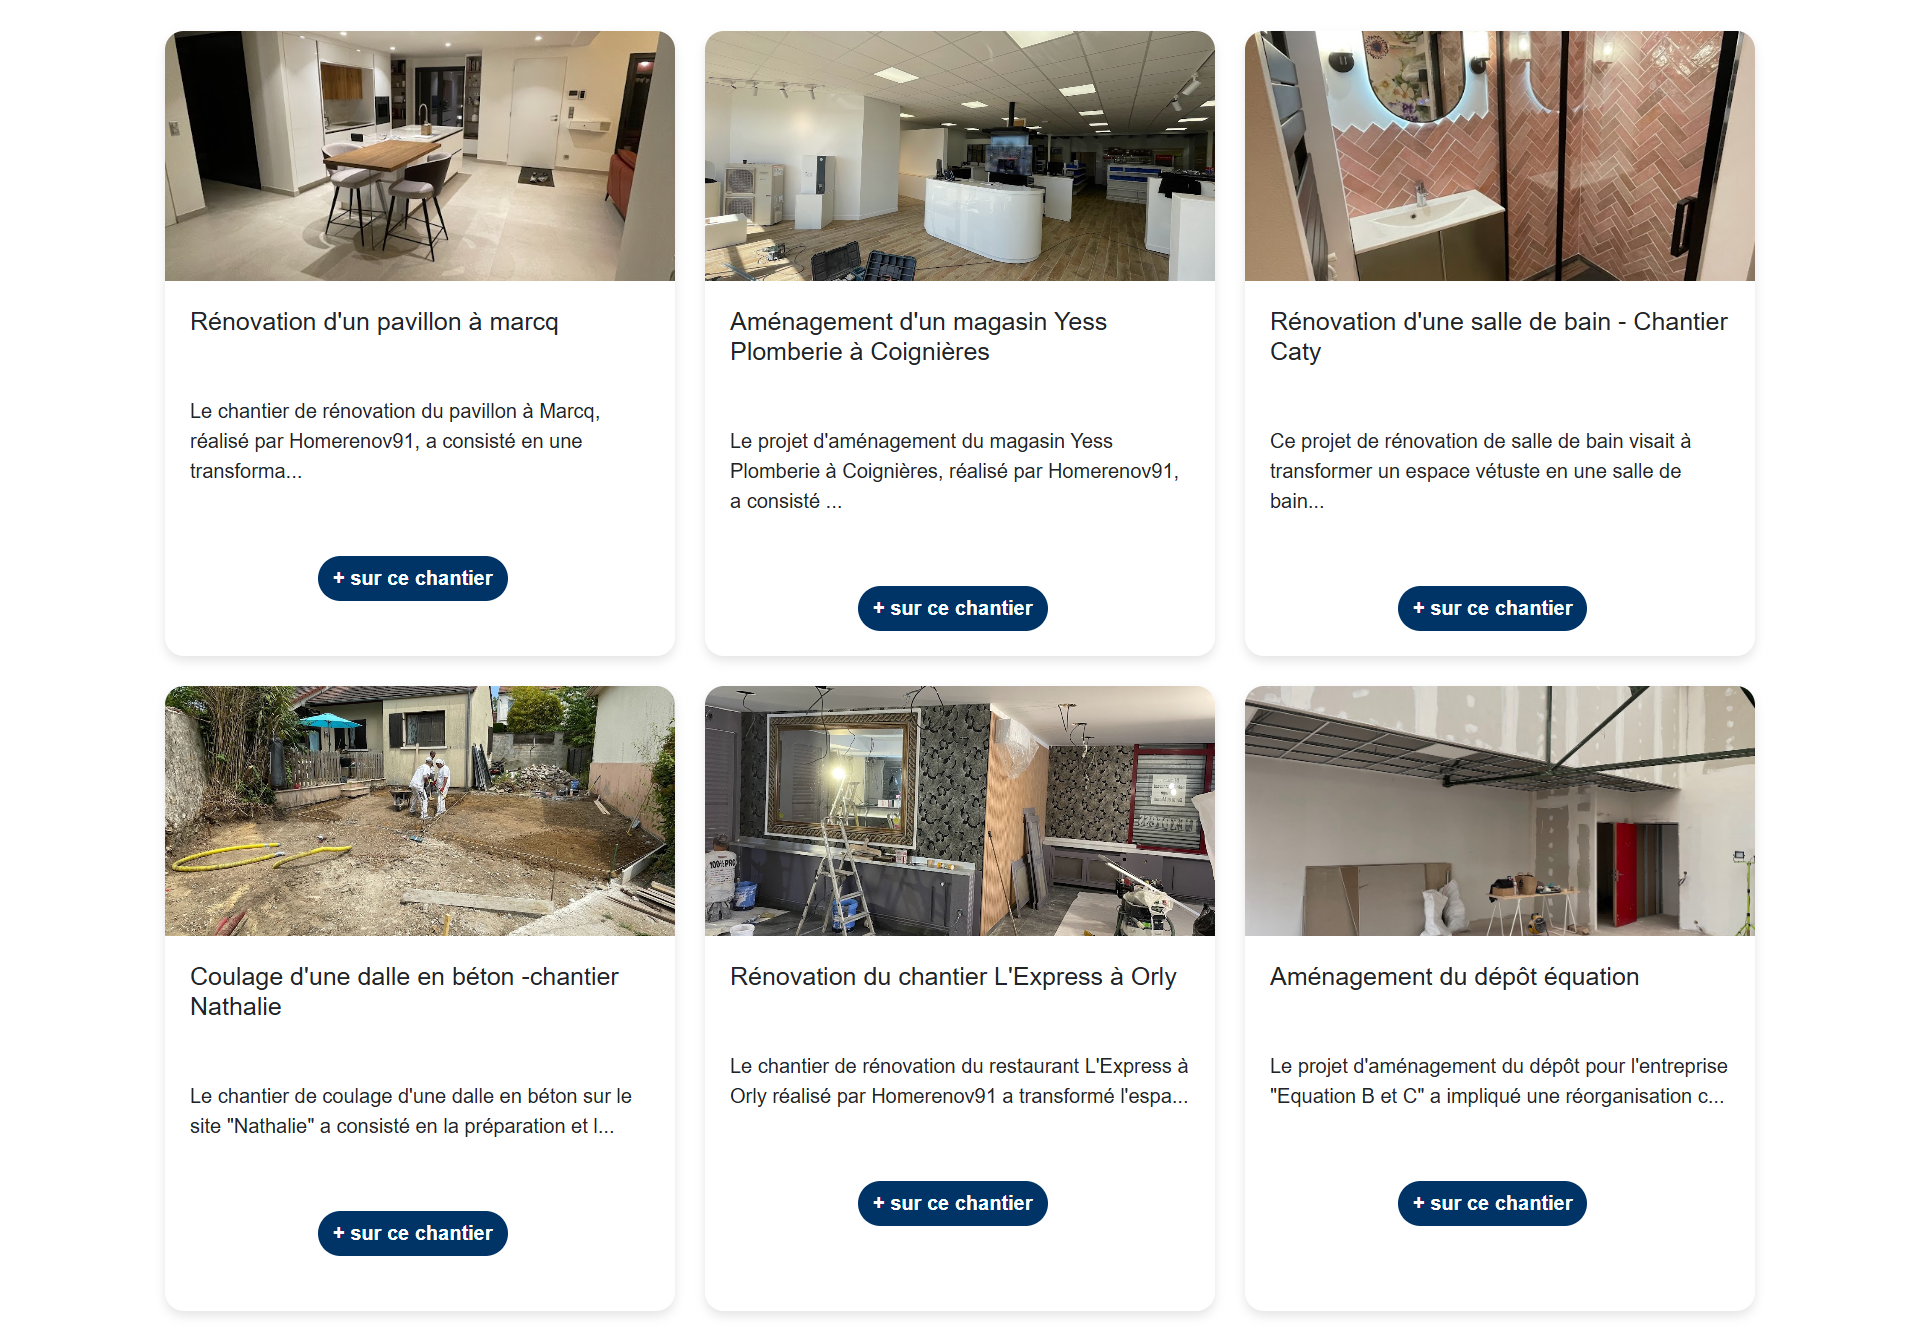 Rénovation d'un pavillon à marcq
Le chantier de rénovation du pavillon à Marcq,
réalisé par Homerenov91, a consisté en une
transforma...
+ sur ce chantier
Aménagement d'un magasin Yess
Plomberie à Coignières
Le projet d'aménagement du magasin Yess
Plomberie à Coignières, réalisé par Homerenov91,
a consisté ...
+ sur ce chantier
Rénovation d'une salle de bain - Chantier
Caty
Ce projet de rénovation de salle de bain visait à
transformer un espace vétuste en une salle de
bain...
+ sur ce chantier
Coulage d'une dalle en béton -chantier
Nathalie
Le chantier de coulage d'une dalle en béton sur le
site "Nathalie" a consisté en la préparation et l...
+ sur ce chantier
100% PRO
Rénovation du chantier L'Express à Orly
Le chantier de rénovation du restaurant L'Express à
Orly réalisé par Homerenov91 a transformé l'espa...
+ sur ce chantier
Aménagement du dépôt équation
Le projet d'aménagement du dépôt pour l'entreprise
"Equation B et C" a impliqué une réorganisation c...
+ sur ce chantier